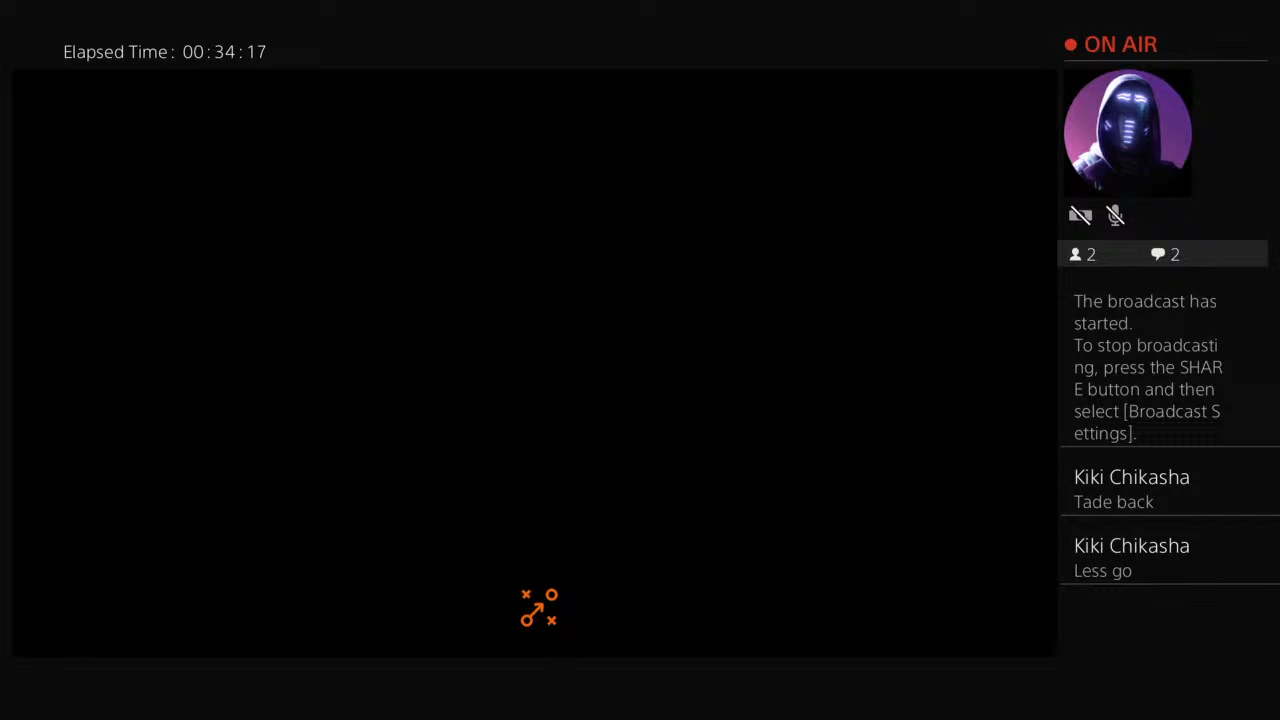 Elapsed Time: 00:34:17
ON AIR
2 2
The broadcast has
started.
To stop broadcasti
ng, press the SHAR
E button and then
select [Broadcast S
ettings].
Kiki Chikasha
Tade back
Kiki Chikasha
Less go